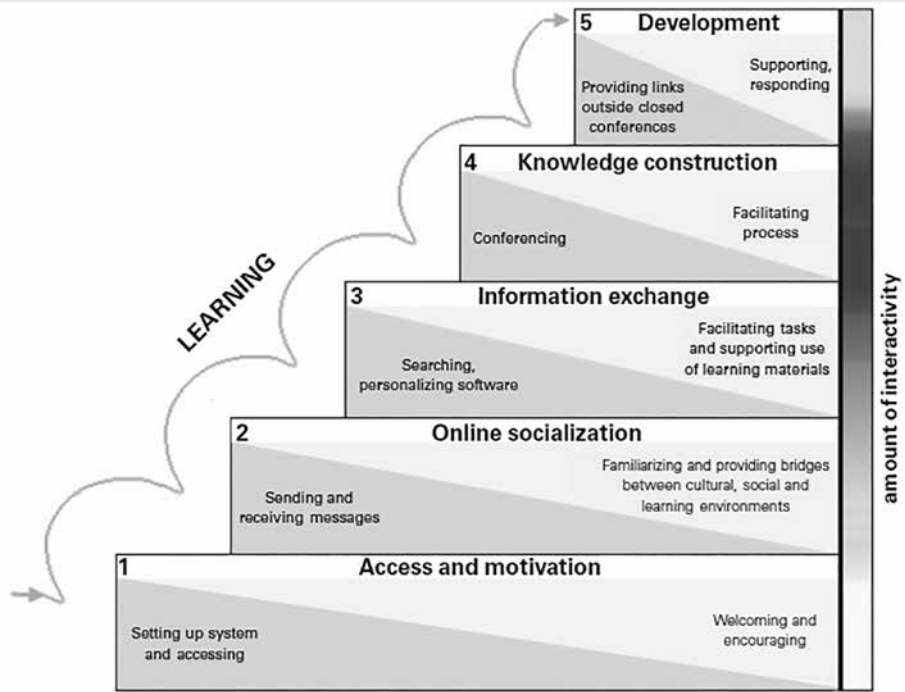 5 Development
Supporting,
responding
Providing links
outside closed
conferences
4 Knowledge construction
Facilitating
process
Conferencing
LEARNING
3 Information exchange
Facilitating tasks
and supporting use
of learning materials
Searching,
personalizing software
2 Online socialization
Familiarizing and providing bridges
between cultural, social and
learning environments
Sending and
receiving messages
1 Access and motivation
Welcoming and
encouraging
Setting up system
and accessing
amount of interactivity